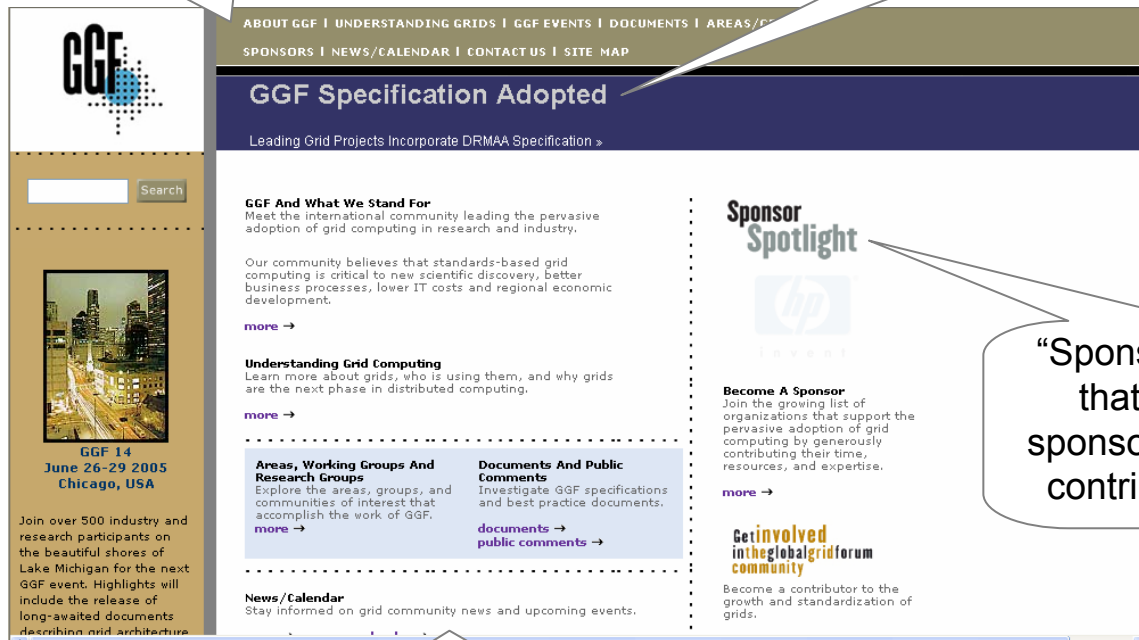 GGF
ABOUT GGF | UNDERSTANDING GRIDS | GGF EVENTS | DOCUMENTS |
SPONSORS | NEWS/CALENDAR | CONTACT US | SITE MAP
GGF Specification Adopted
Leading Grid Projects Incorporate DRMAA Specification »
Search
GGF 14
June 26-29 2005
Chicago, USA
Join over 500 industry and
research participants on
the beautiful shores of
Lake Michigan for the next
GGF event. Highlights will
include the release of
long-awaited documents
describing grid architecture
GGF And What We Stand For
Meet the international community leading the pervasive
adoption of grid computing in research and industry.
Our community believes that standards-based grid
computing is critical to new scientific discovery, better
business processes, lower IT costs and regional economic
development.
more →
Understanding Grid Computing
Learn more about grids, who is using them, and why grids
are the next phase in distributed computing.
more →
Areas, Working Groups And
Research Groups
Explore the areas, groups, and
communities of interest that
accomplish the work of GGF.
more →
Documents And Public
Comments
Investigate GGF specifications
and best practice documents.
documents →
public comments →
News/Calendar
Stay informed on grid community news and upcoming events.
Sponsor
Spotlight
hp
invent
Become A Sponsor
Join the growing list of
organizations that support the
pervasive adoption of grid
computing by generously
contributing their time,
resources, and expertise.
more →
Get involved
in the global grid forum
community
Become a contributor to the
growth and standardization of
grids.
that